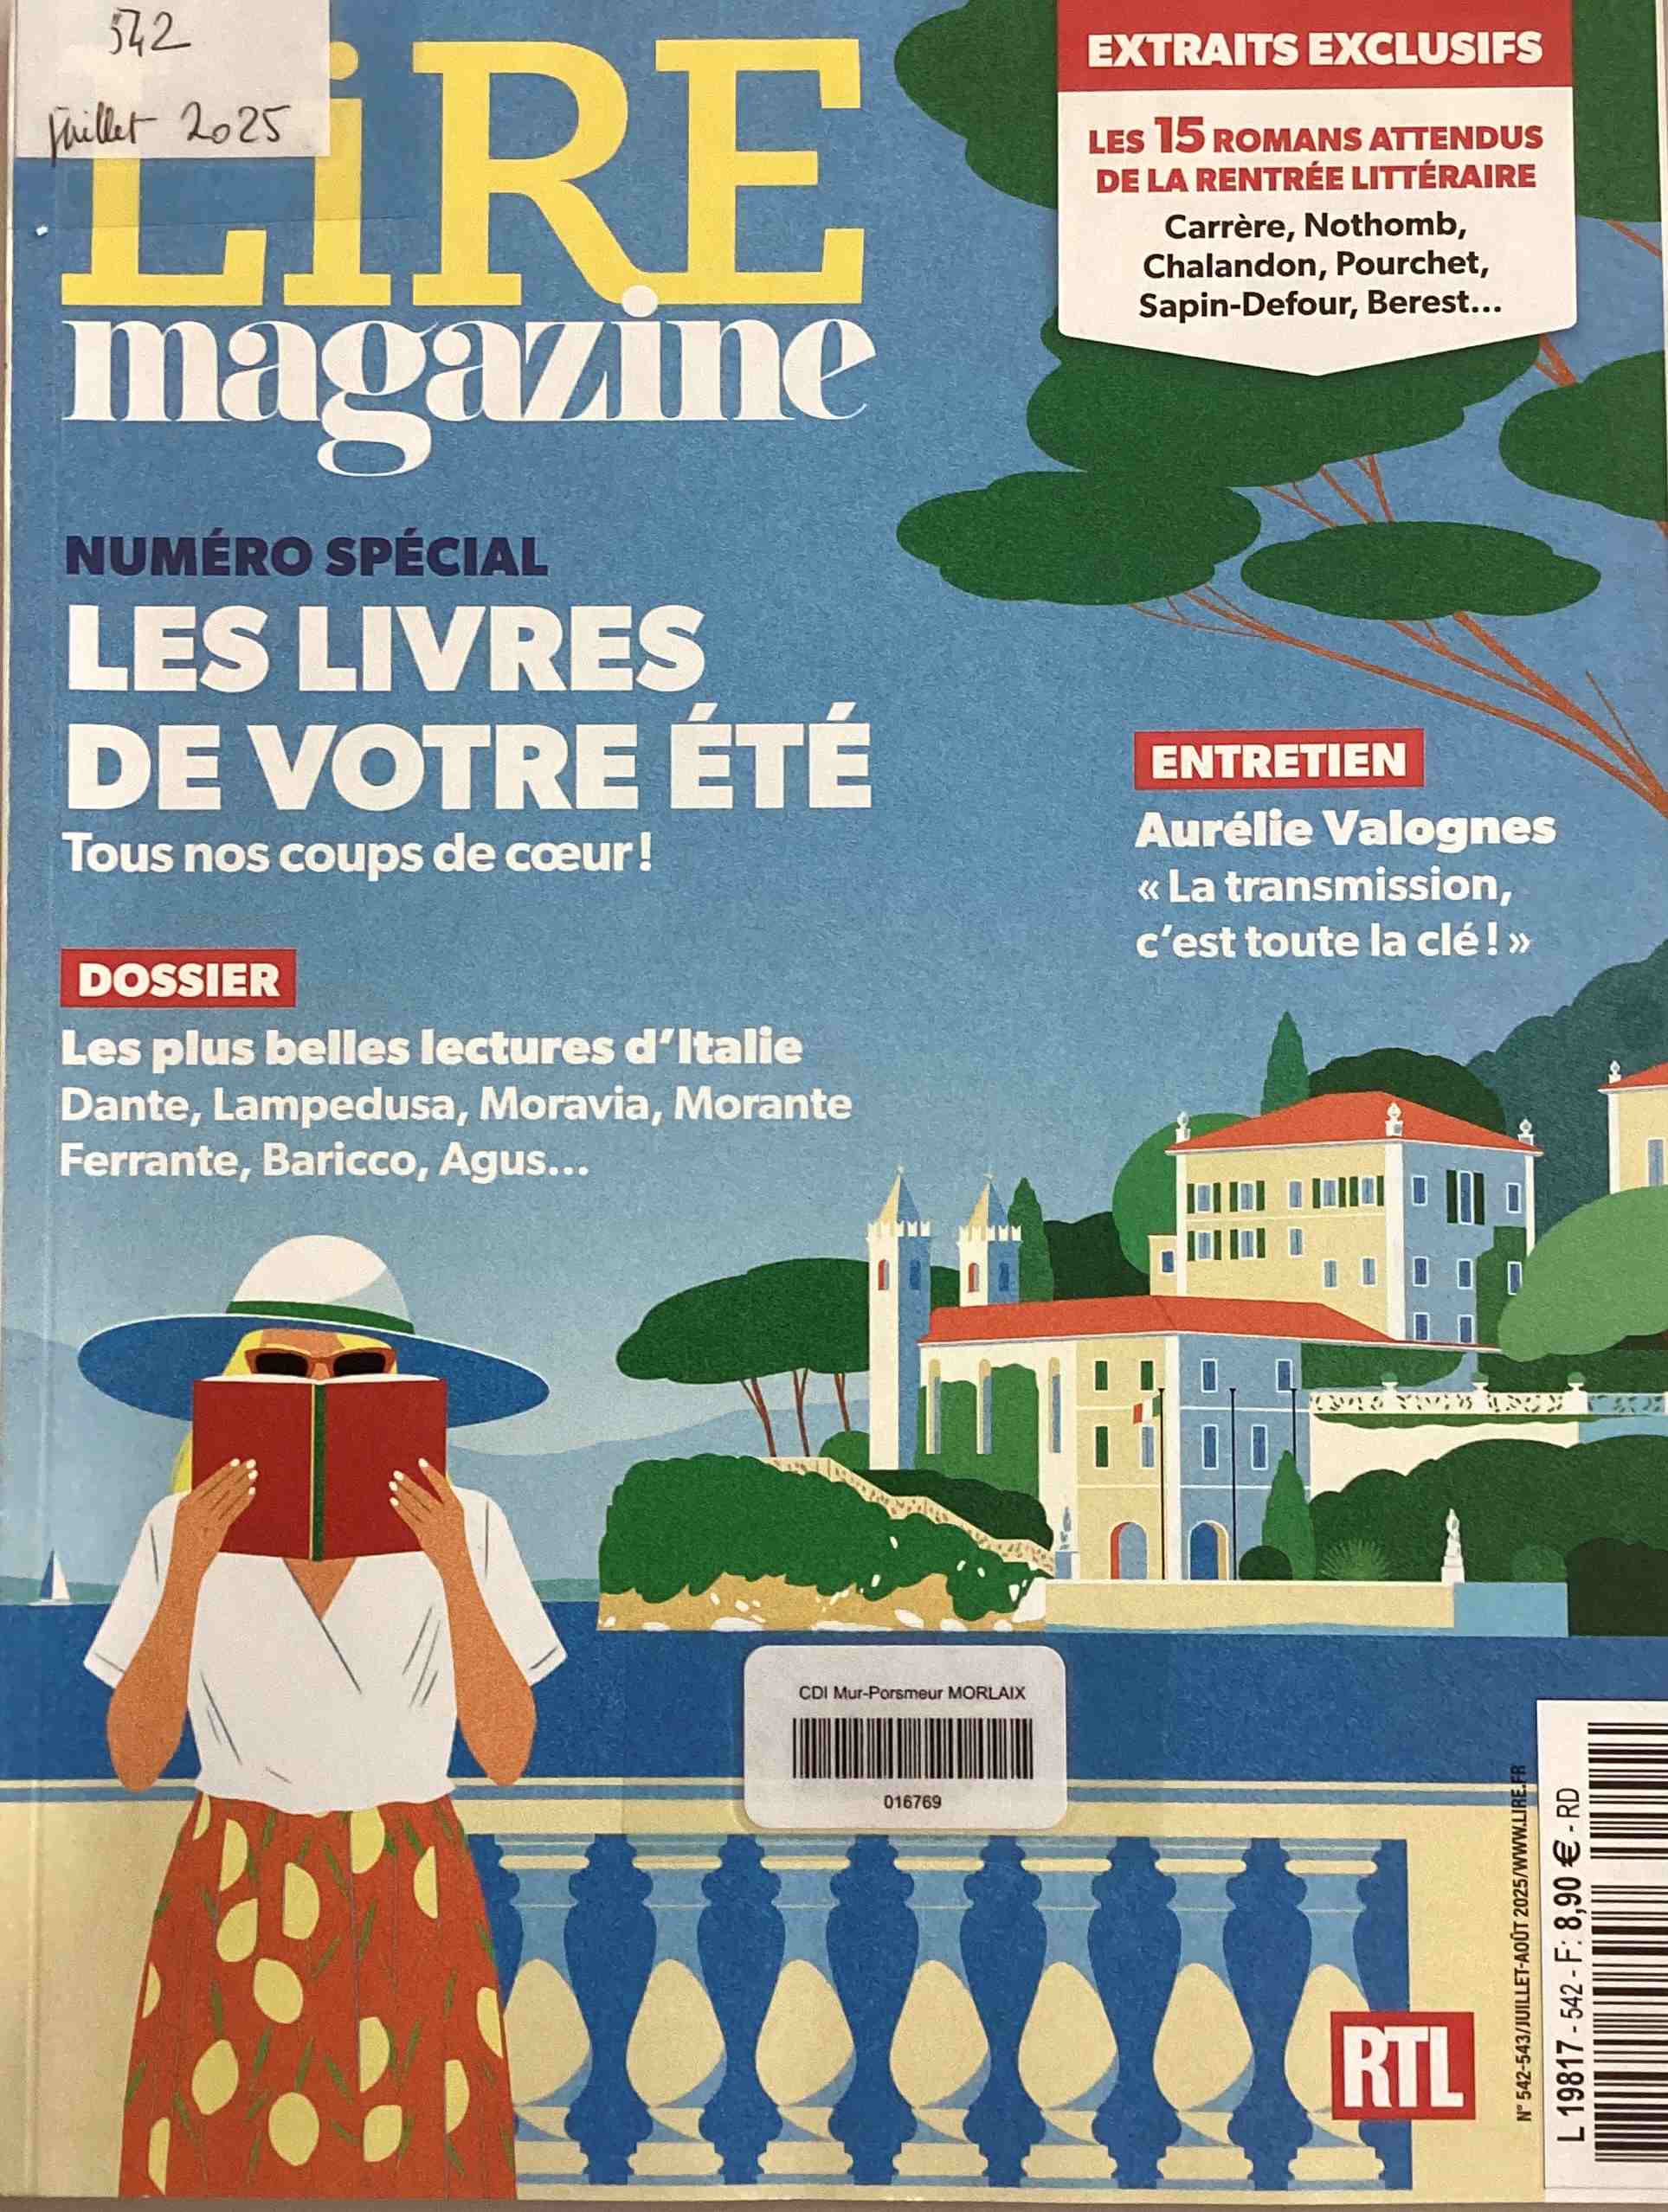 542
juillet 2025
LiRE
magazine
EXTRAITS EXCLUSIFS
LES 15 ROMANS ATTENDUS
DE LA RENTRÉE LITTÉRAIRE
Carrère, Nothomb,
Chalandon, Pourchet,
Sapin-Defour, Berest...
NUMÉRO SPÉCIAL
LES LIVRES
DE VOTRE ÉTÉ
Tous nos coups de cœur !
ENTRETIEN
Aurélie Valognes
« La transmission,
c'est toute la clé ! »
DOSSIER
Les plus belles lectures d'Italie
Dante, Lampedusa, Moravia, Morante
Ferrante, Baricco, Agus...
CDI Mur-Porsmeur MORLAIX
016769
RTL
N° 542-543/JUILLET-AOÛT 2025/WWW.LIRE.FR
L 19817 - 542 - F: 8,90 € - RD